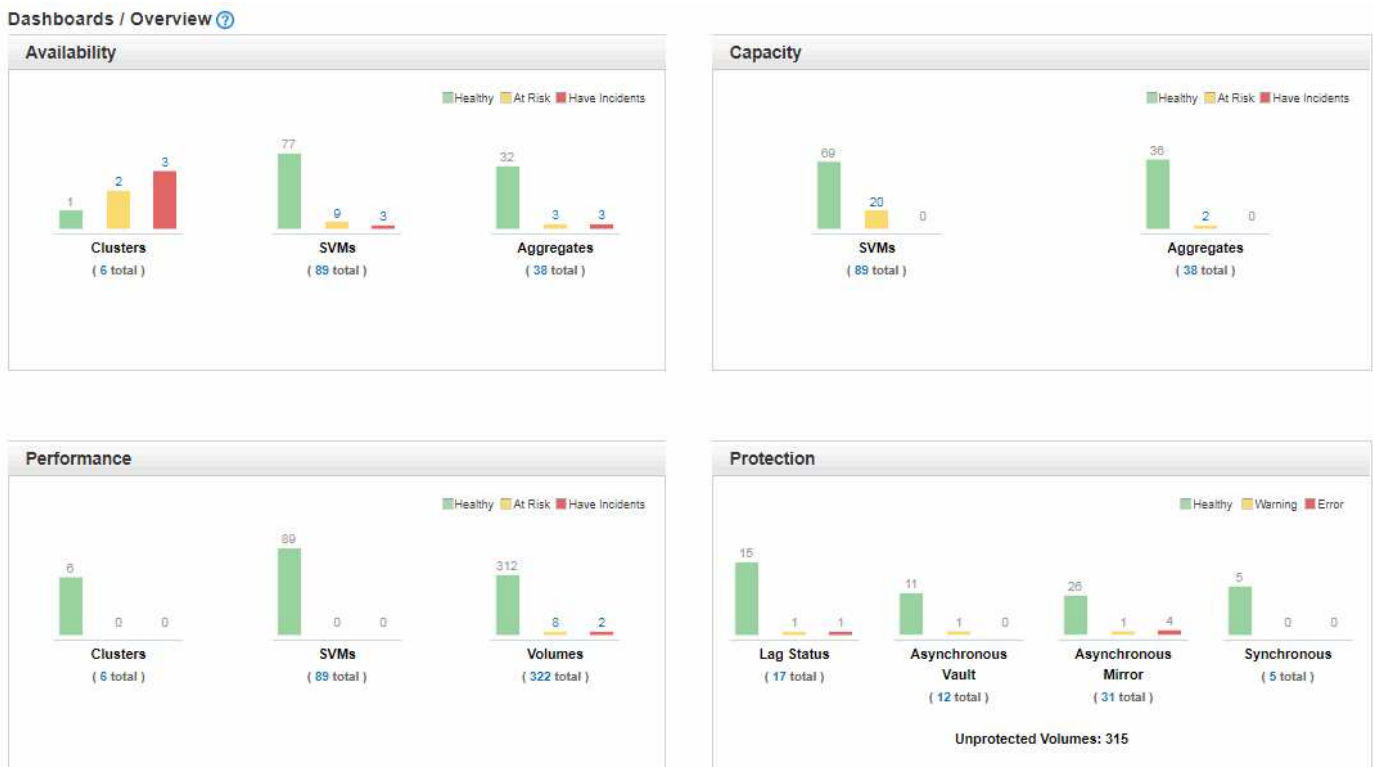 Dashboards / Overview ?
Availability
Healthy At Risk Have Incidents
1 2 3
Clusters
( 6 total )
77 9 3
SVMs
( 89 total )
32 3 3
Aggregates
( 38 total )
Capacity
Healthy At Risk Have Incidents
69 20 0
SVMs
( 89 total )
36 2 0
Aggregates
( 38 total )
Performance
Healthy At Risk Have Incidents
6 0 0
Clusters
( 6 total )
89 0 0
SVMs
( 89 total )
312 8 2
Volumes
( 322 total )
Protection
Healthy Warning Error
15 1 1
Lag Status
( 17 total )
11 1 0
Asynchronous
Vault
( 12 total )
26 1 4
Asynchronous
Mirror
( 31 total )
5 0 0
Synchronous
( 5 total )
Unprotected Volumes: 315